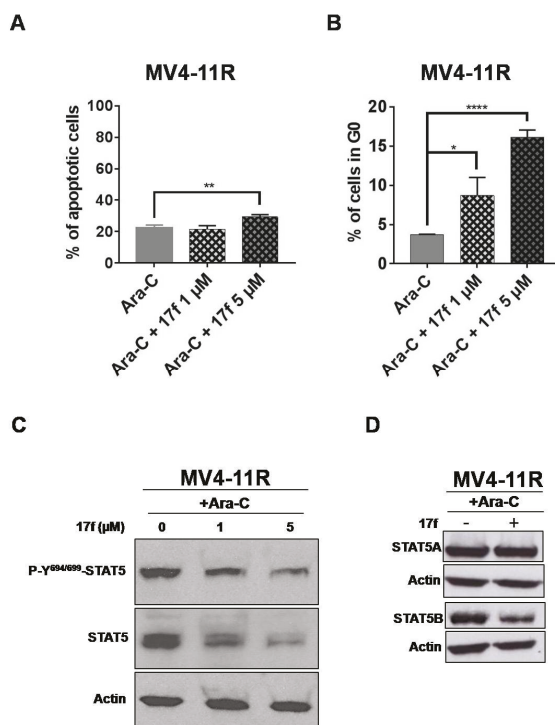 A
MV4-11R
% of apoptotic cells
100
80
60
40
20
0
**
Ara-C
Ara-C + 17f 1 µM
Ara-C + 17f 5 µM
B
MV4-11R
% of cells in G0
20
15
10
5
0
****
*
Ara-C
Ara-C + 17f 1 µM
Ara-C + 17f 5 µM
C
MV4-11R
+Ara-C
17f (µM) 0 1 5
P-Y694/699-STAT5
STAT5
Actin
D
MV4-11R
+Ara-C
17f - +
STAT5A
Actin
STAT5B
Actin